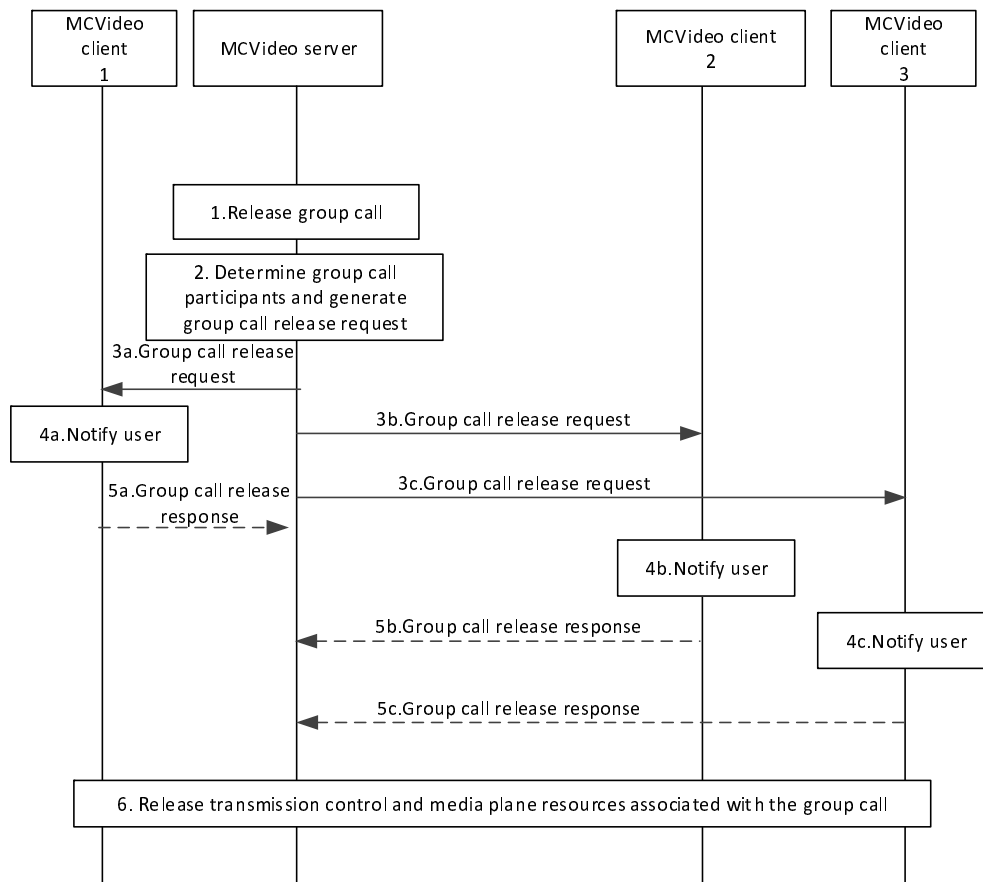 MCVideo
client
1
MCVideo server
MCVideo client
2
MCVideo
client
3
1.Release group call
2. Determine group call
participants and generate
group call release request
3a.Group call release
request
4a.Notify user
3b.Group call release request
5a.Group call release
response
3c.Group call release request
4b.Notify user
5b.Group call release response
4c.Notify user
5c.Group call release response
6. Release transmission control and media plane resources associated with the group call